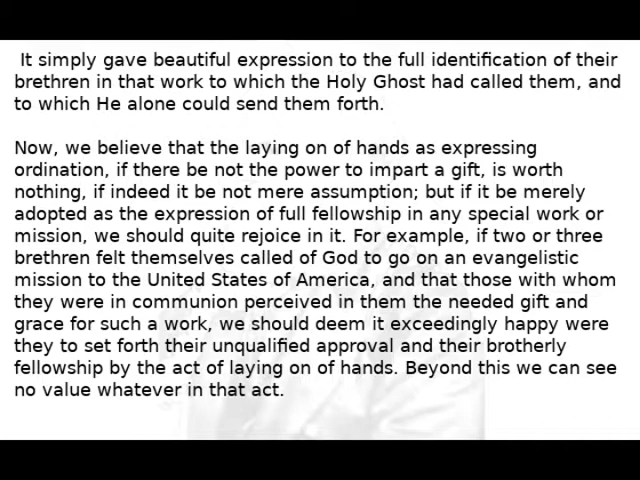 It simply gave beautiful expression to the full identification of their
brethren in that work to which the Holy Ghost had called them, and
to which He alone could send them forth.
Now, we believe that the laying on of hands as expressing
ordination, if there be not the power to impart a gift, is worth
nothing, if indeed it be not mere assumption; but if it be merely
adopted as the expression of full fellowship in any special work or
mission, we should quite rejoice in it. For example, if two or three
brethren felt themselves called of God to go on an evangelistic
mission to the United States of America, and that those with whom
they were in communion perceived in them the needed gift and
grace for such a work, we should deem it exceedingly happy were
they to set forth their unqualified approval and their brotherly
fellowship by the act of laying on of hands. Beyond this we can see
no value whatever in that act.